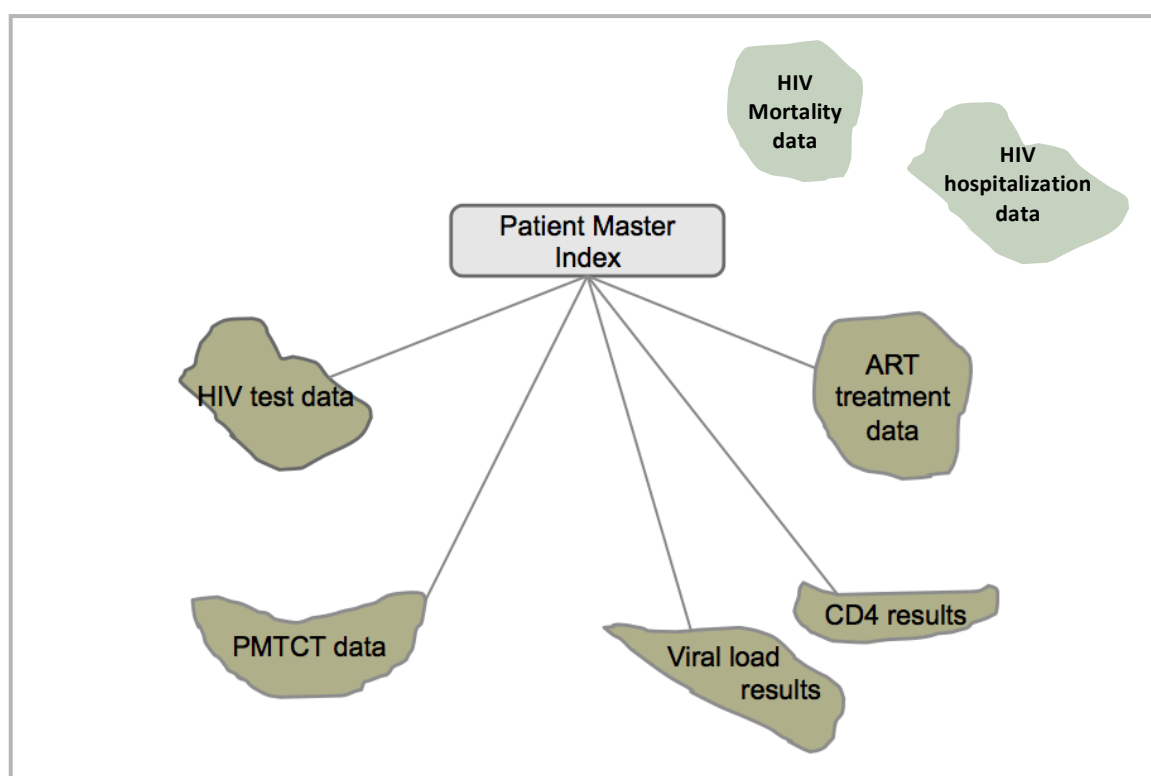 HIV
Mortality
data
HIV
hospitalization
data
Patient Master
Index
HIV test data
ART
treatment
data
PMTCT data
Viral load
results
CD4 results